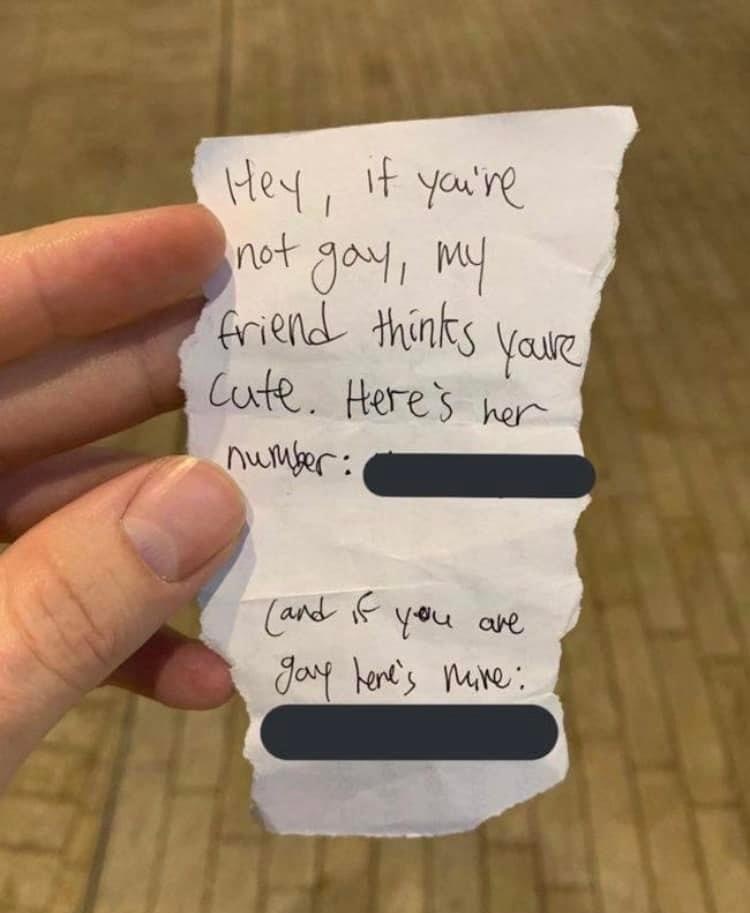 Hey, if you're
not gay, my
friend thinks youre
cute. Here's her
number:
(and if you are
gay here's mine: